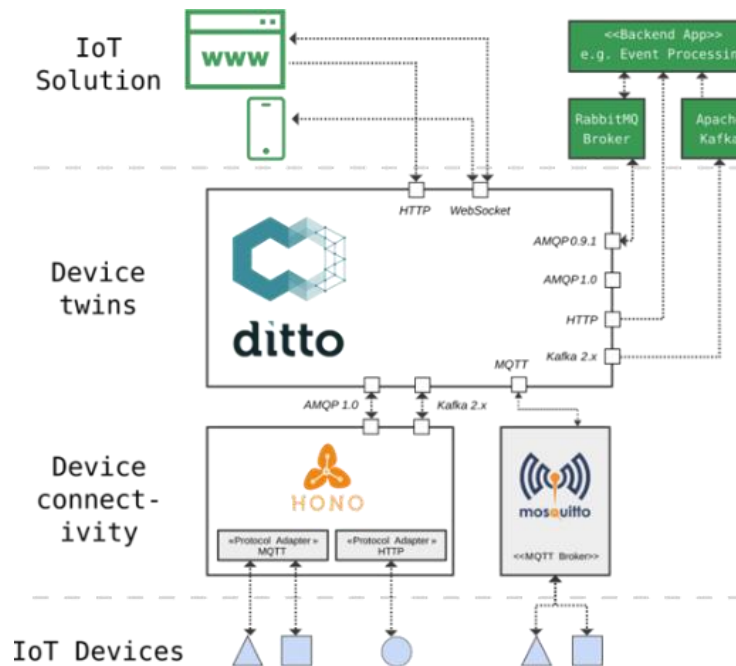 IoT
Solution
www
<<Backend App>>
e.g. Event Processin
RabbitMQ
Broker
Apach
Kafka
HTTP
WebSocket
Device
twins
ditto
AMQP 0.9.1
AMQP 1.0
HTTP
Kafka 2.x
MQTT
AMQP 1.0
Kafka 2.x
Device
connect-
ivity
HONO
«Protocol Adapter»
MQTT
«Protocol Adapter»
HTTP
mosquitto
<<MQTT Broker>>
IoT Devices